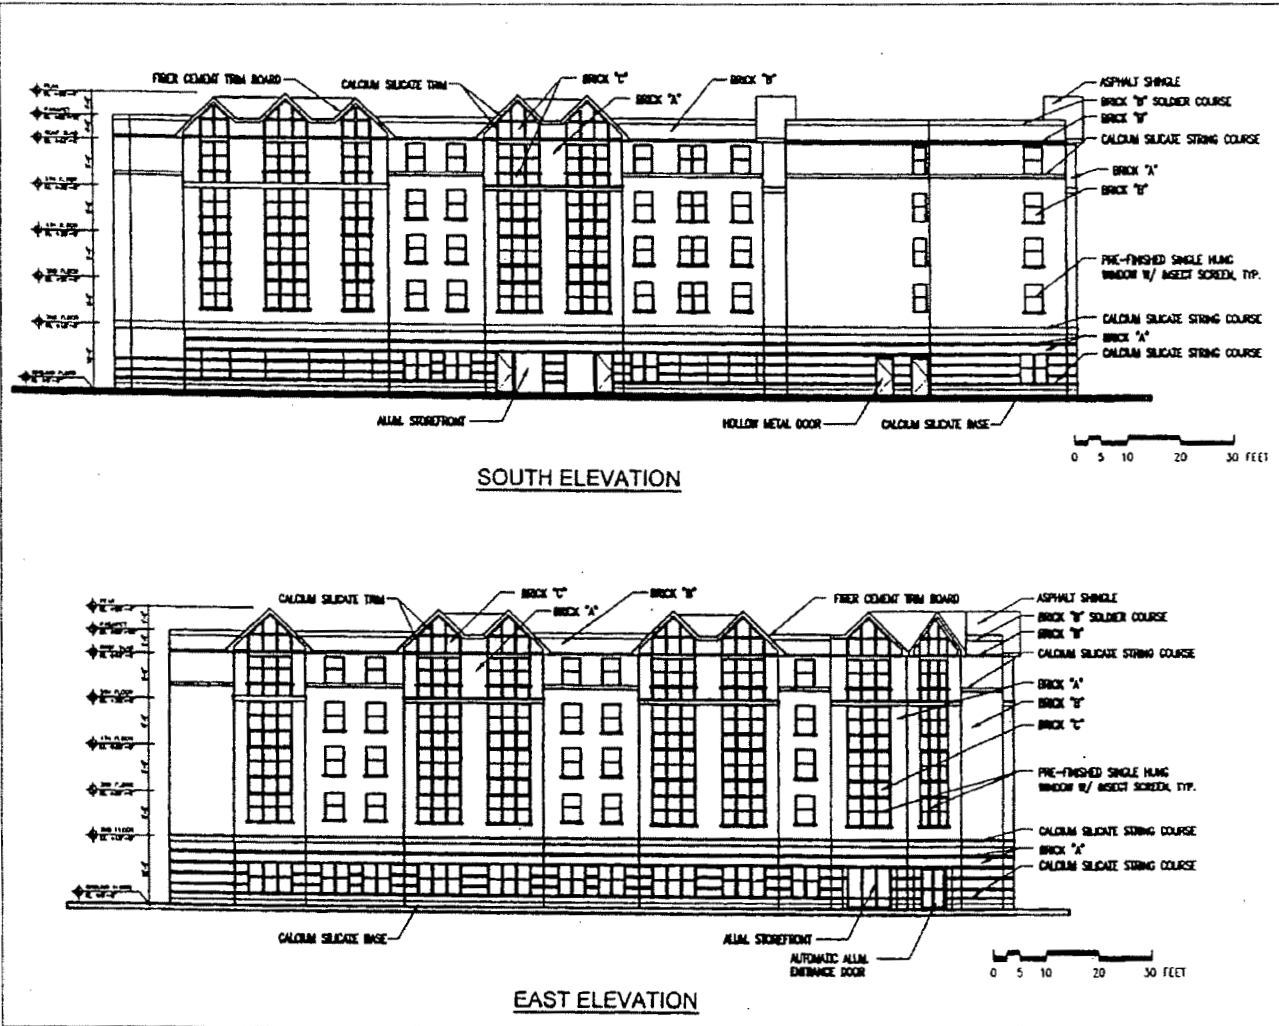 FIBER CEMENT TRIM BOARD
CALCIUM SILICATE TRIM
BRICK "C"
BRICK "A"
BRICK "B"
ASPHALT SHINGLE
BRICK "B" SOLDIER COURSE
BRICK "B"
CALCIUM SILICATE STRING COURSE
BRICK "A"
BRICK "B"
PRE-FINISHED SINGLE HUNG
WINDOW W/ INSECT SCREEN, TYP.
CALCIUM SILICATE STRING COURSE
BRICK "A"
CALCIUM SILICATE STRING COURSE
ALUM. STOREFRONT
HOLLOW METAL DOOR
CALCIUM SILICATE BASE
0 5 10 20 30 FEET
SOUTH ELEVATION
CALCIUM SILICATE TRIM
BRICK "C"
BRICK "A"
BRICK "B"
FIBER CEMENT TRIM BOARD
ASPHALT SHINGLE
BRICK "B" SOLDIER COURSE
BRICK "B"
CALCIUM SILICATE STRING COURSE
BRICK "A"
BRICK "B"
BRICK "C"
PRE-FINISHED SINGLE HUNG
WINDOW W/ INSECT SCREEN, TYP.
CALCIUM SILICATE STRING COURSE
BRICK "A"
CALCIUM SILICATE STRING COURSE
CALCIUM SILICATE BASE
ALUM. STOREFRONT
AUTOMATIC ALUM.
ENTRANCE DOOR
0 5 10 20 30 FEET
EAST ELEVATION